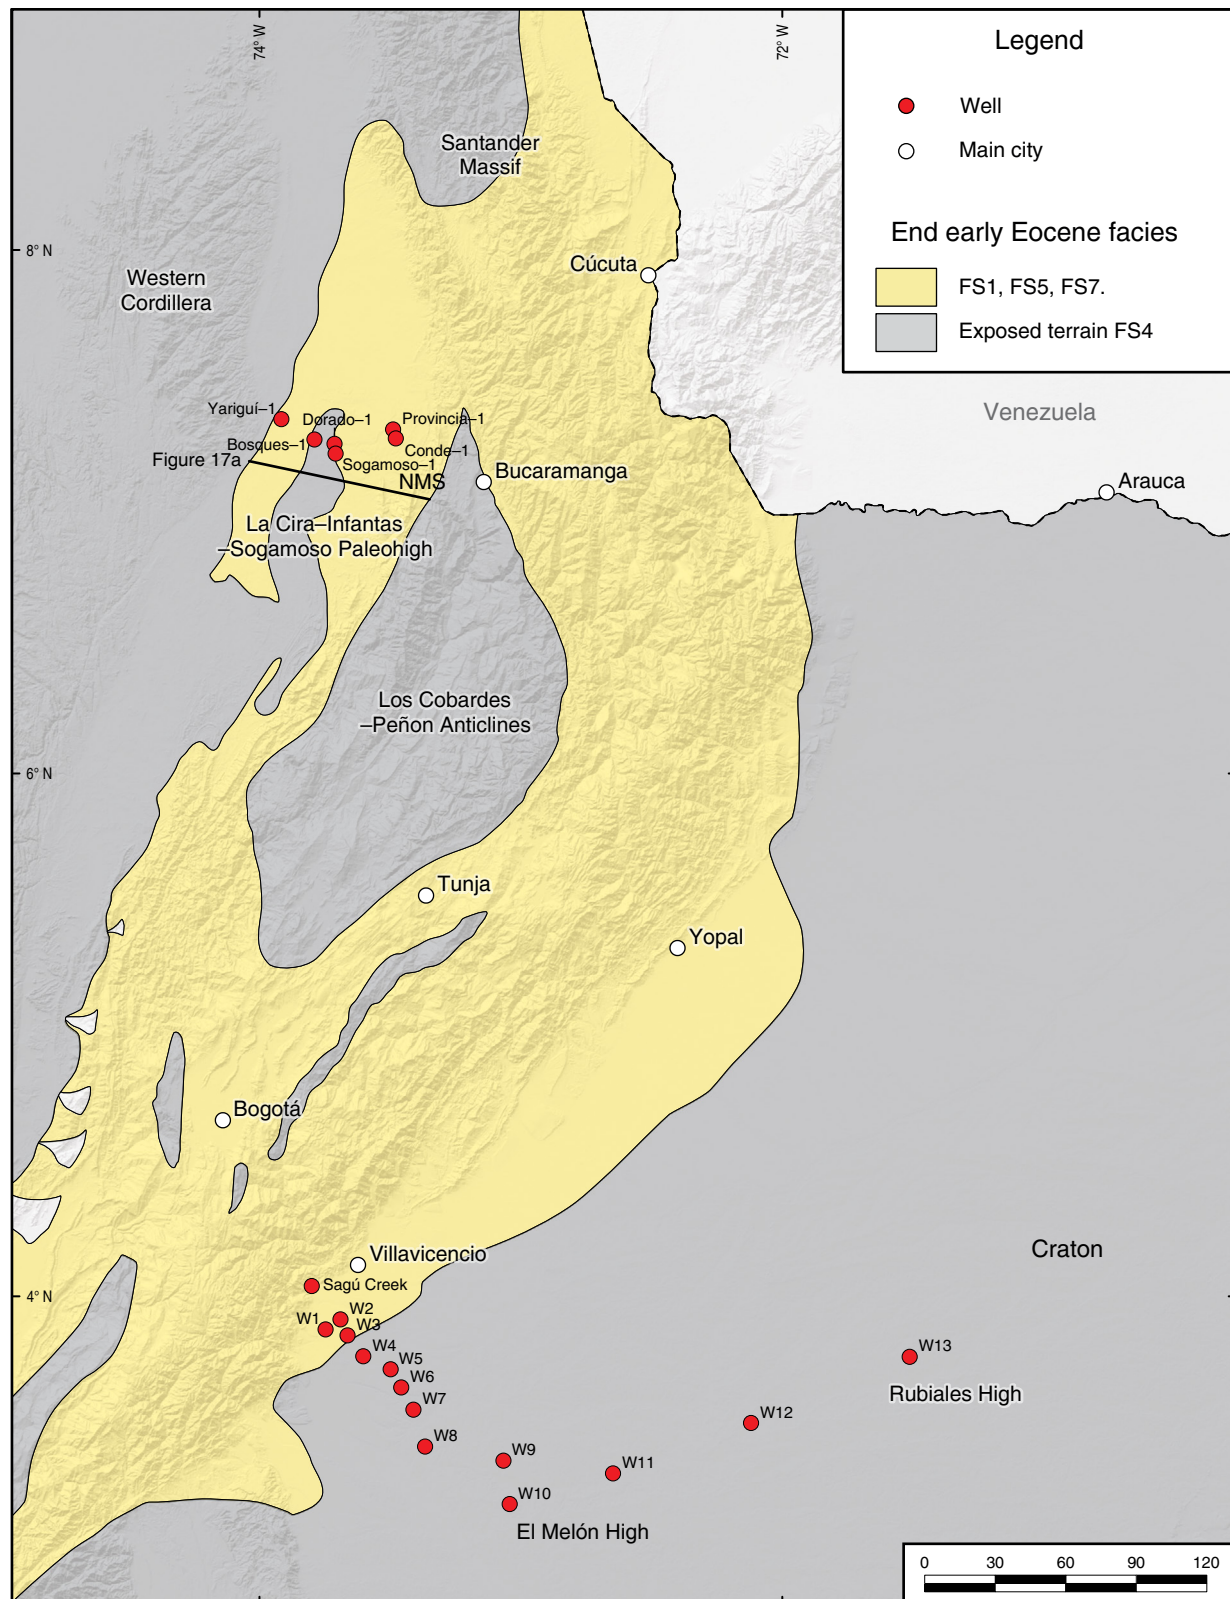 74° W
72° W
Legend
Well
Main city
End early Eocene facies
FS1, FS5, FS7.
Exposed terrain FS4
Santander
Massif
8° N
Cúcuta
Western
Cordillera
Venezuela
Yariguí–1
Dorado–1
Provincia–1
Bosques–1
Conde–1
Figure 17a
Sogamoso–1
NMS
Bucaramanga
Arauca
La Cira–Infantas
–Sogamoso Paleohigh
Los Cobardes
–Peñon Anticlines
6° N
Tunja
Yopal
Bogotá
Villavicencio
Craton
Sagú Creek
4° N
W1
W2
W3
W4
W5
W6
W7
W8
W9
W10
W11
W12
W13
Rubiales High
El Melón High
0 30 60 90 120